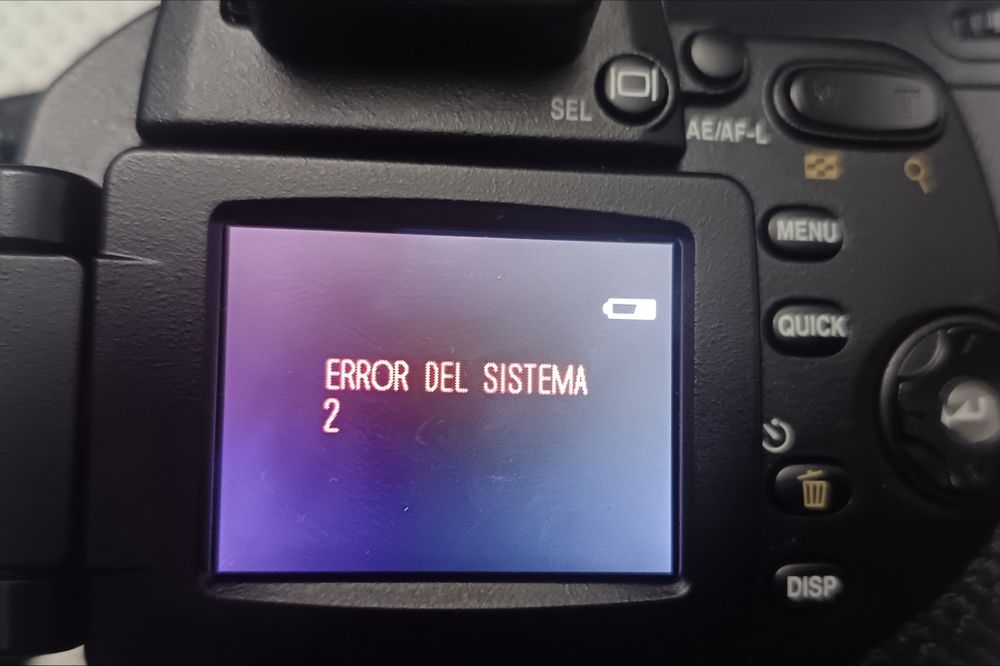 SEL
AE/AF-L
W T
MENU
QUICK
ERROR DEL SISTEMA
2
DISP